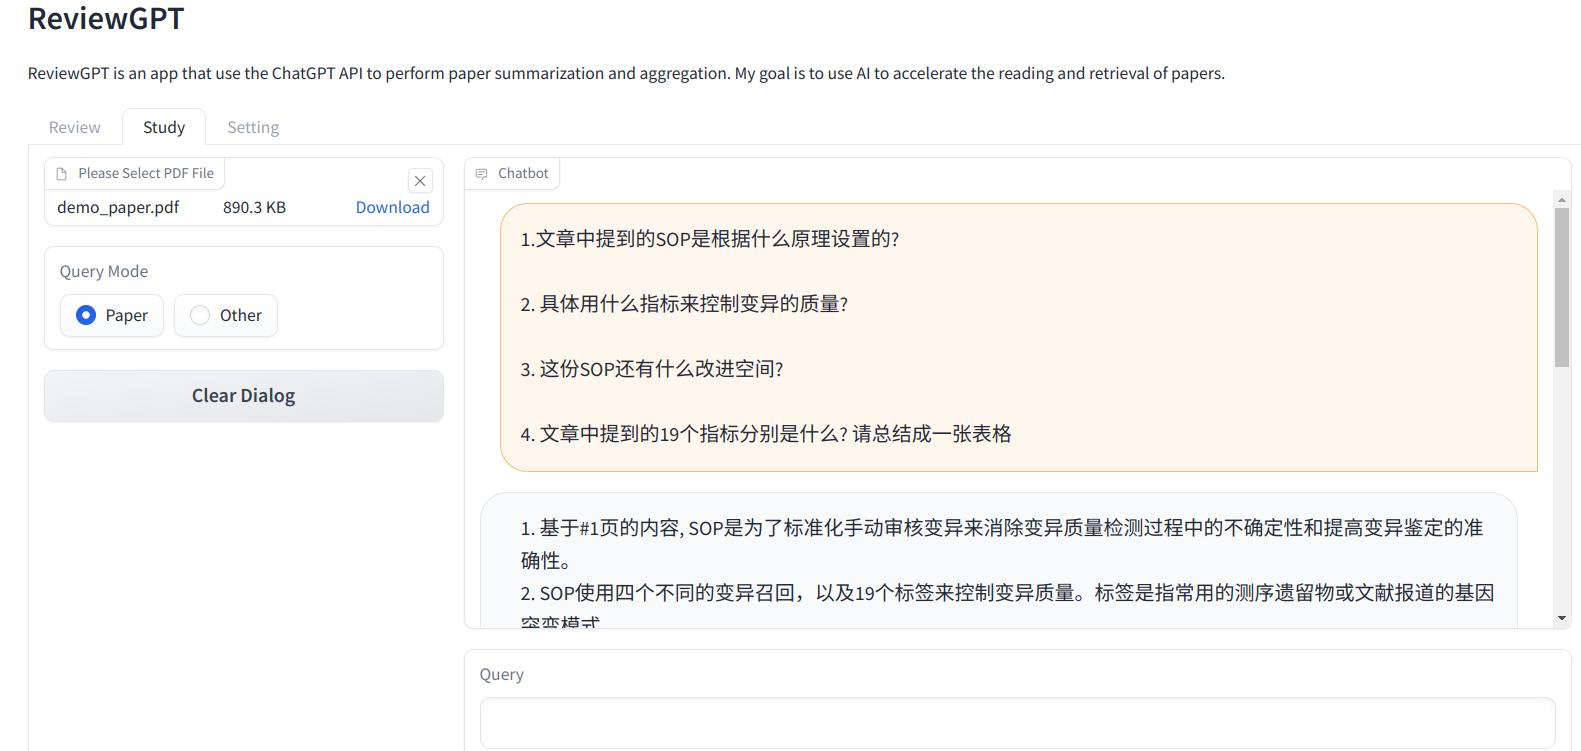 ReviewGPT
ReviewGPT is an app that use the ChatGPT API to perform paper summarization and aggregation. My goal is to use AI to accelerate the reading and retrieval of papers.
Review
Study
Setting
Please Select PDF File
demo_paper.pdf 890.3 KB Download
Query Mode
Paper
Other
Clear Dialog
Chatbot
1.文章中提到的SOP是根据什么原理设置的?
2. 具体用什么指标来控制变异的质量?
3. 这份SOP还有什么改进空间?
4. 文章中提到的19个指标分别是什么? 请总结成一张表格
1. 基于#1页的内容, SOP是为了标准化手动审核变异来消除变异质量检测过程中的不确定性和提高变异鉴定的准
确性。
2. SOP使用四个不同的变异召回，以及19个标签来控制变异质量。标签是指常用的测序遗留物或文献报道的基因
突变模式
Query